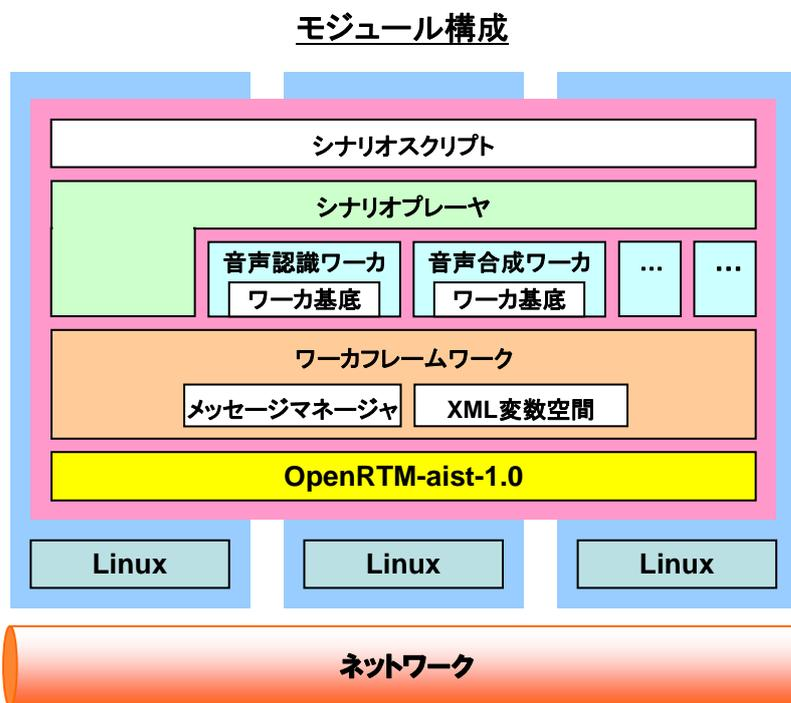 モジュール構成
シナリオスクリプト
シナリオプレーヤ
音声認識ワーカ
ワーカ基底
音声合成ワーカ
ワーカ基底
...
...
ワーカフレームワーク
メッセージマネージャ
XML変数空間
OpenRTM-aist-1.0
Linux
Linux
Linux
ネットワーク